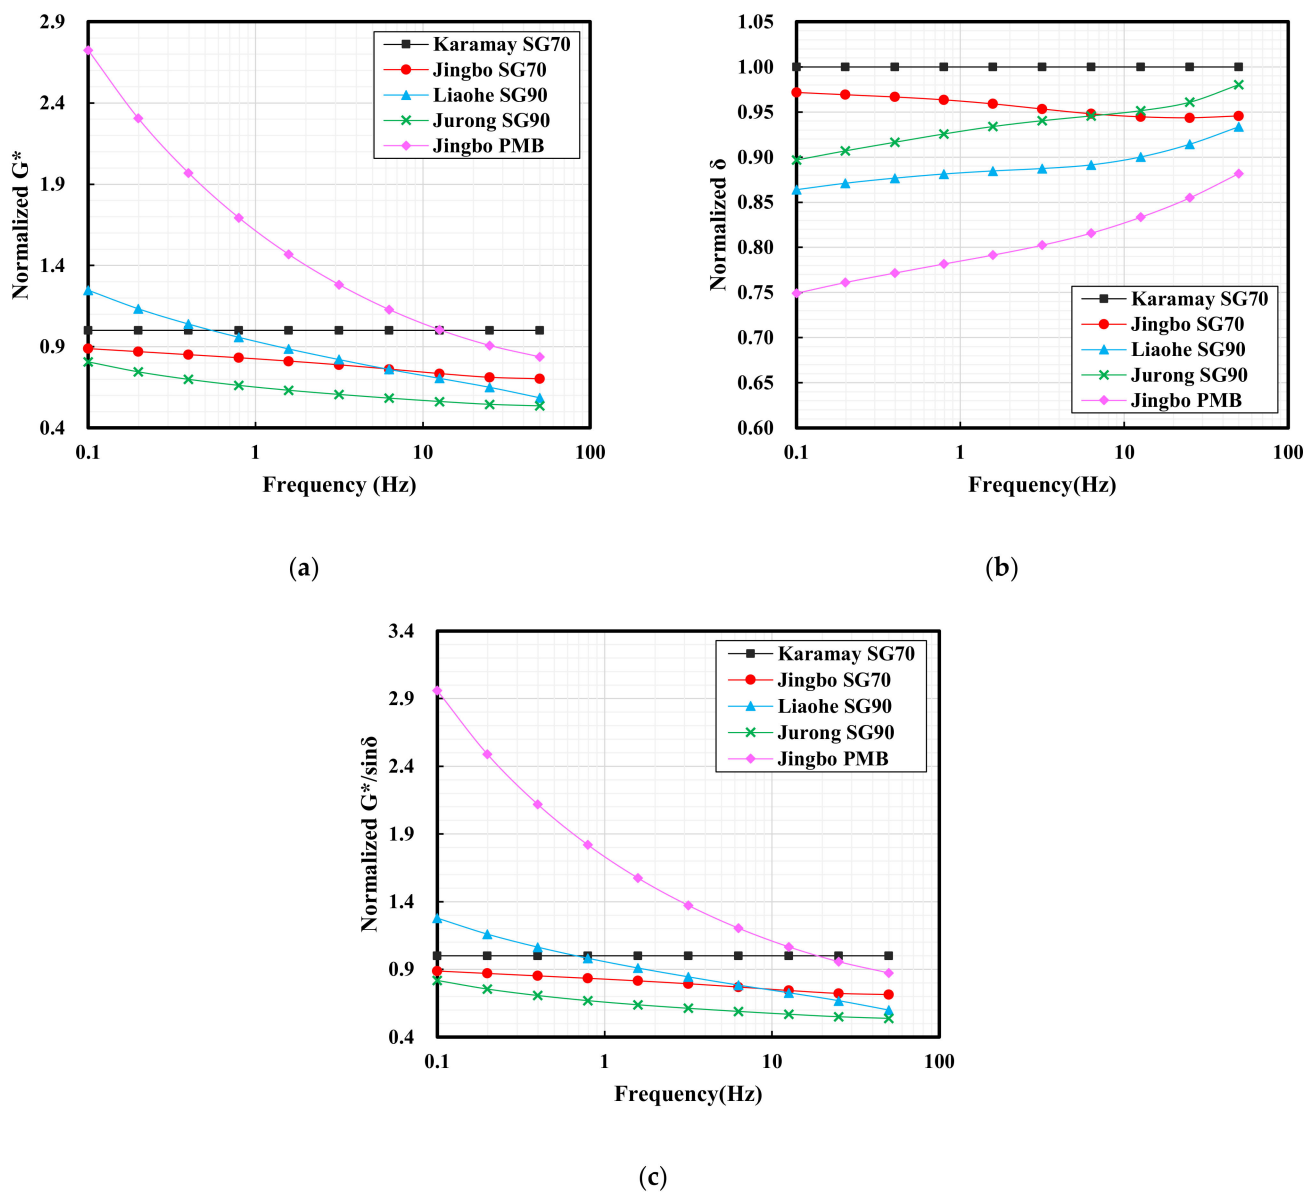 2.9
2.4
1.9
1.4
0.9
0.4
Normalized G*
Karamay SG70
Jingbo SG70
Liaohe SG90
Jurong SG90
Jingbo PMB
0.1 1 10 100
Frequency (Hz)
(a)
1.05
1.00
0.95
0.90
0.85
0.80
0.75
0.70
0.65
0.60
Normalized δ
Karamay SG70
Jingbo SG70
Liaohe SG90
Jurong SG90
Jingbo PMB
0.1 1 10 100
Frequency(Hz)
(b)
3.4
2.9
2.4
1.9
1.4
0.9
0.4
Normalized G*/sinδ
Karamay SG70
Jingbo SG70
Liaohe SG90
Jurong SG90
Jingbo PMB
0.1 1 10 100
Frequency(Hz)
(c)